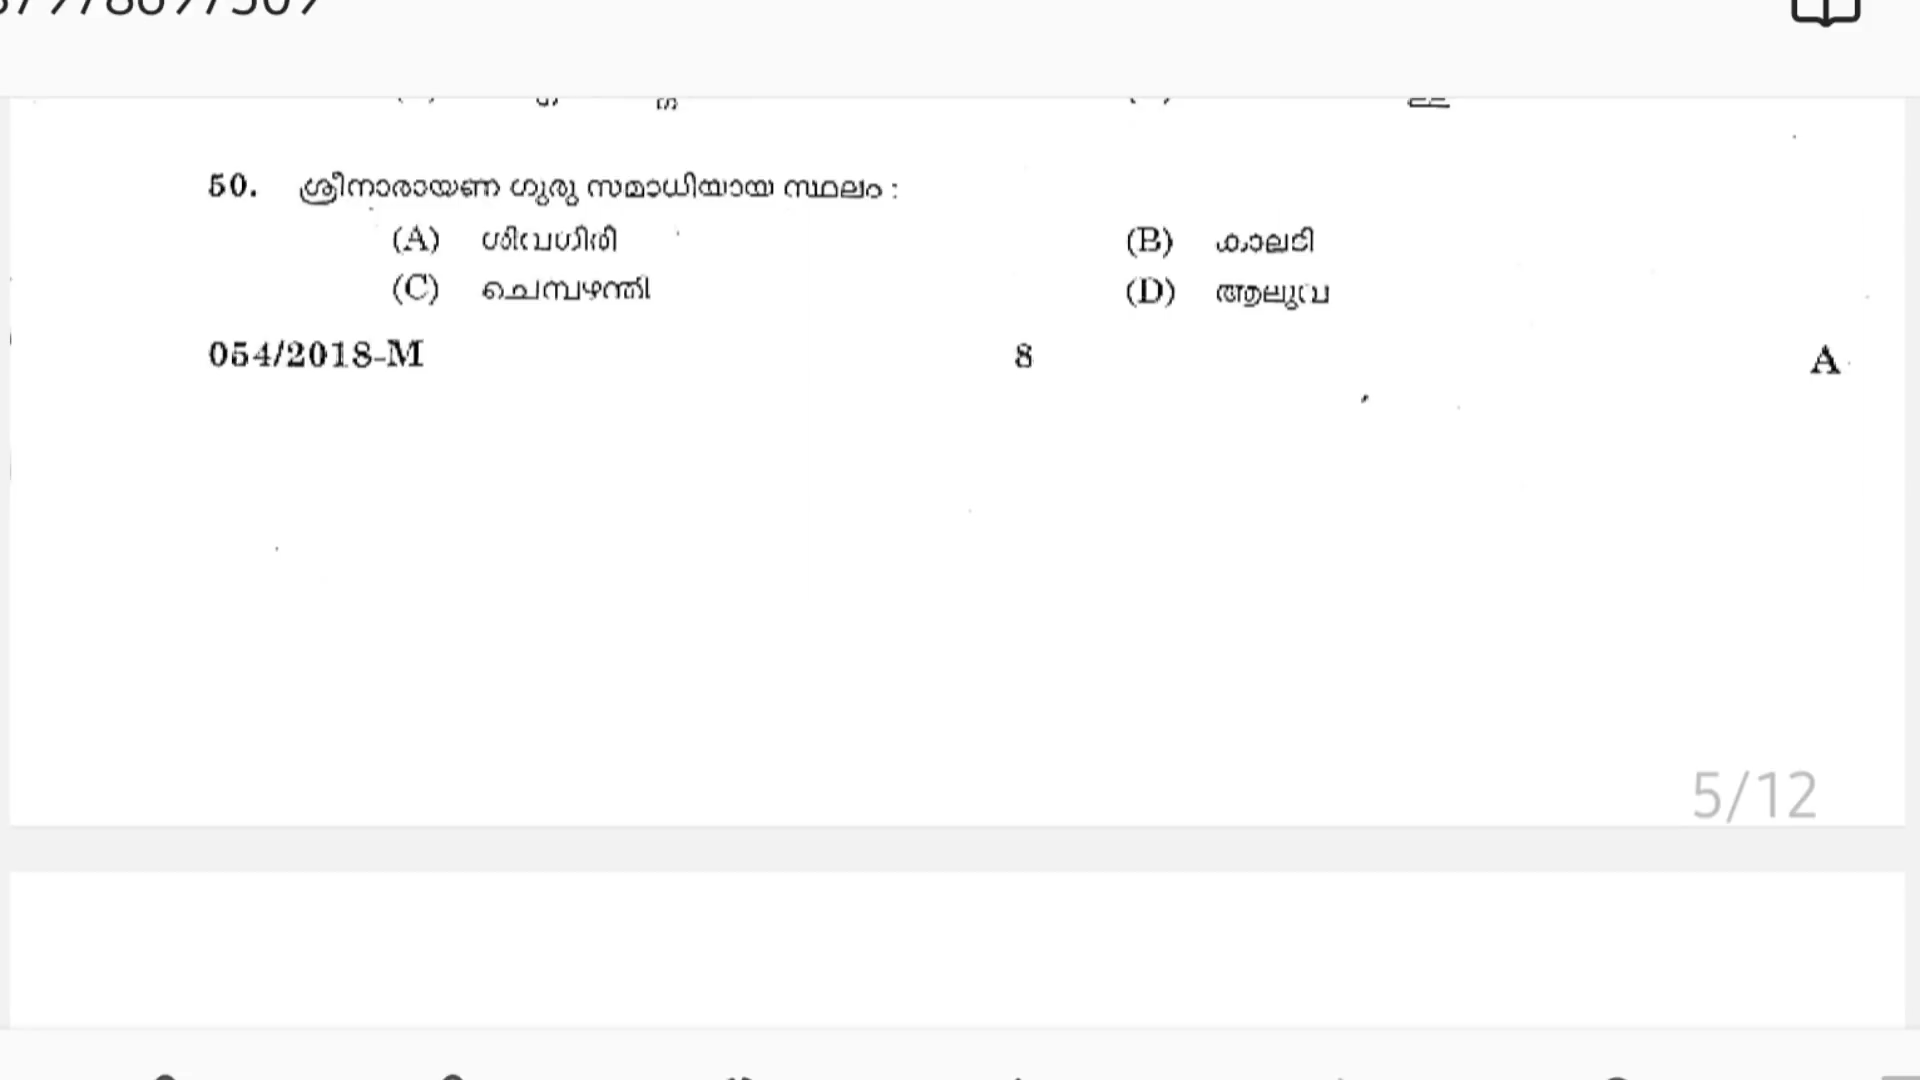 50. ശ്രീനാരായണ ഗുരു സമാധിയായ സ്ഥലം :
(A) ശിവഗിരി (B) കാലടി
(C) ചെമ്പഴന്തി (D) ആലുവ
054/2018-M 8 A
5/12